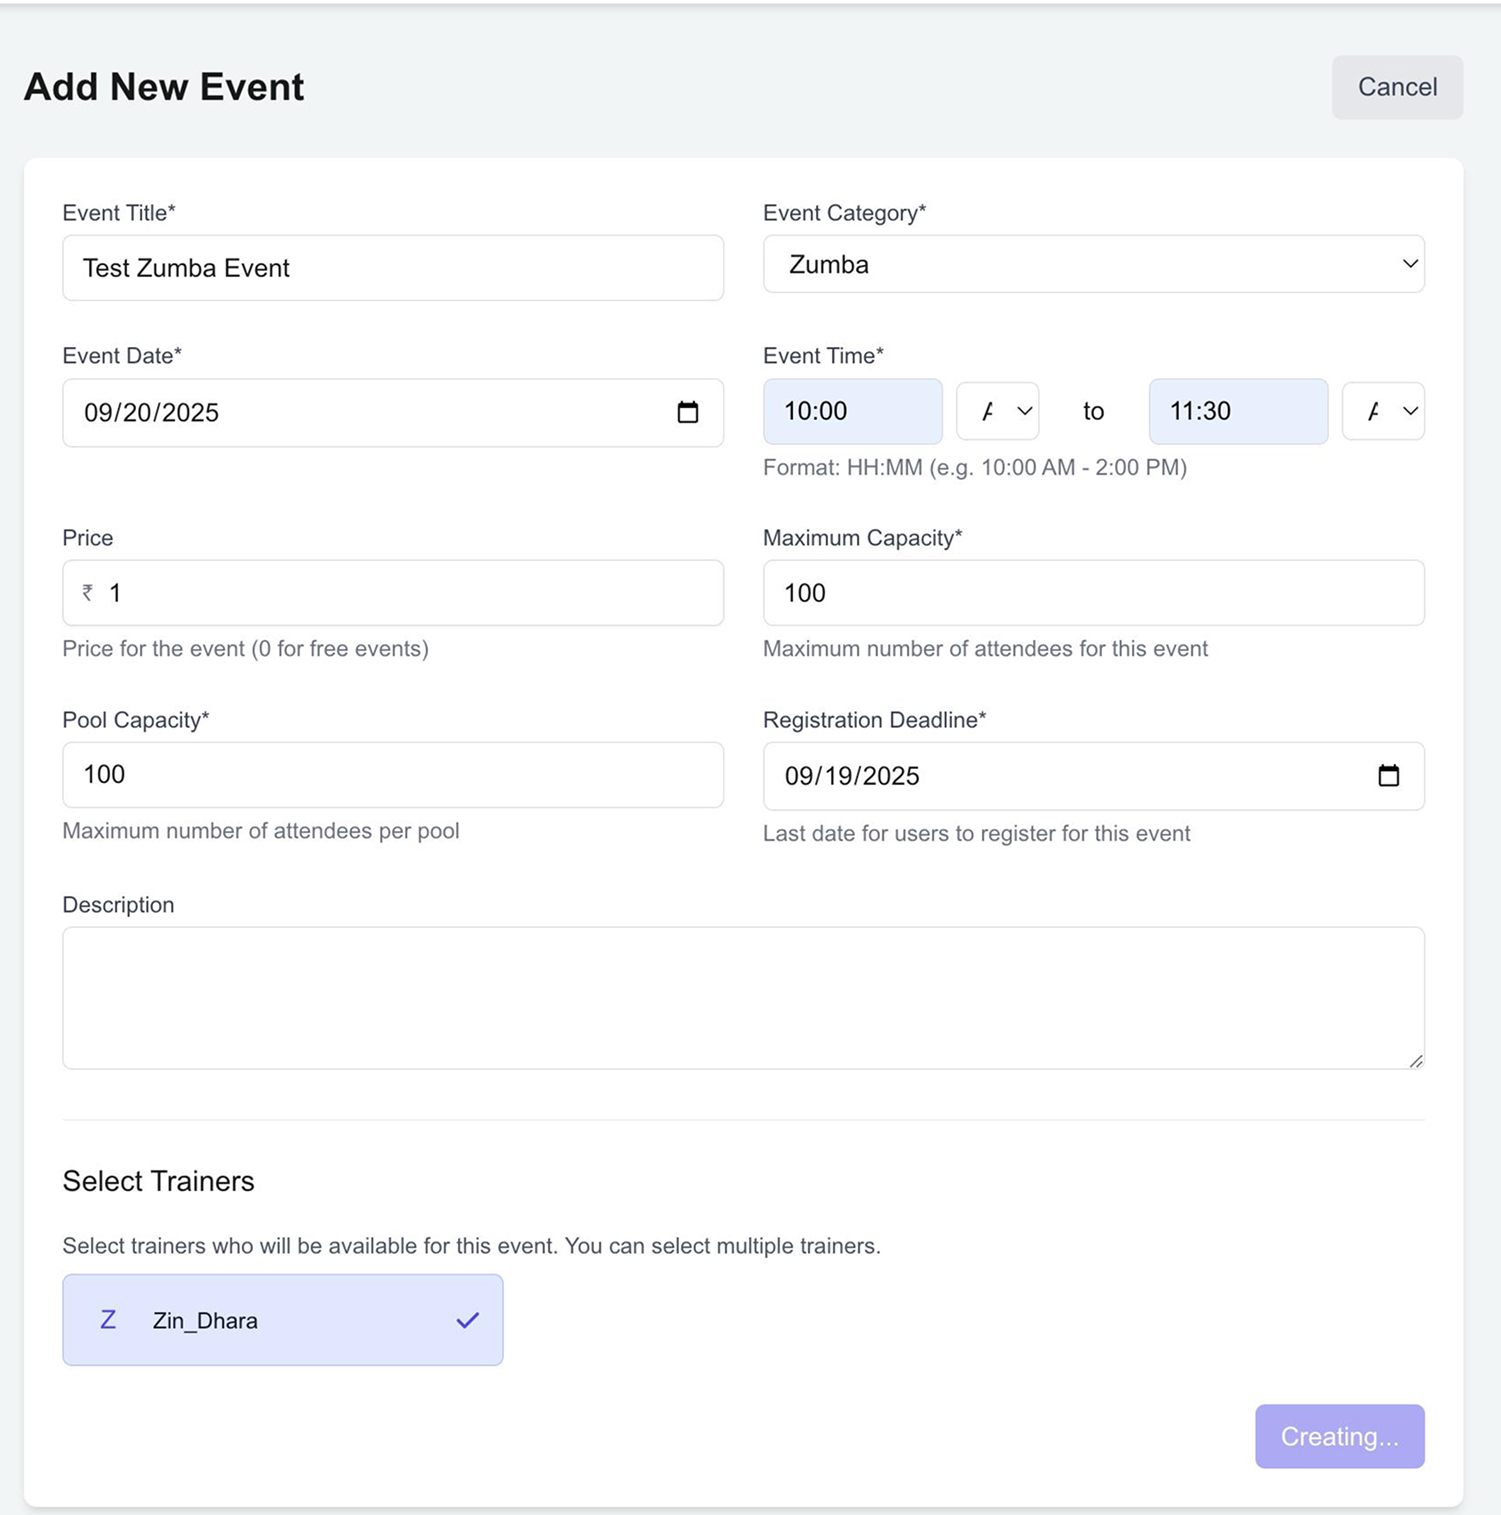 Add New Event
Cancel
Event Title*
Event Category*
Test Zumba Event
Zumba
Event Date*
Event Time*
09/20/2025
10:00
to
11:30
Format: HH:MM (e.g. 10:00 AM - 2:00 PM)
Price
Maximum Capacity*
₹ 1
100
Price for the event (0 for free events)
Maximum number of attendees for this event
Pool Capacity*
Registration Deadline*
100
09/19/2025
Maximum number of attendees per pool
Last date for users to register for this event
Description
Select Trainers
Select trainers who will be available for this event. You can select multiple trainers.
Z Zin_Dhara
Creating...